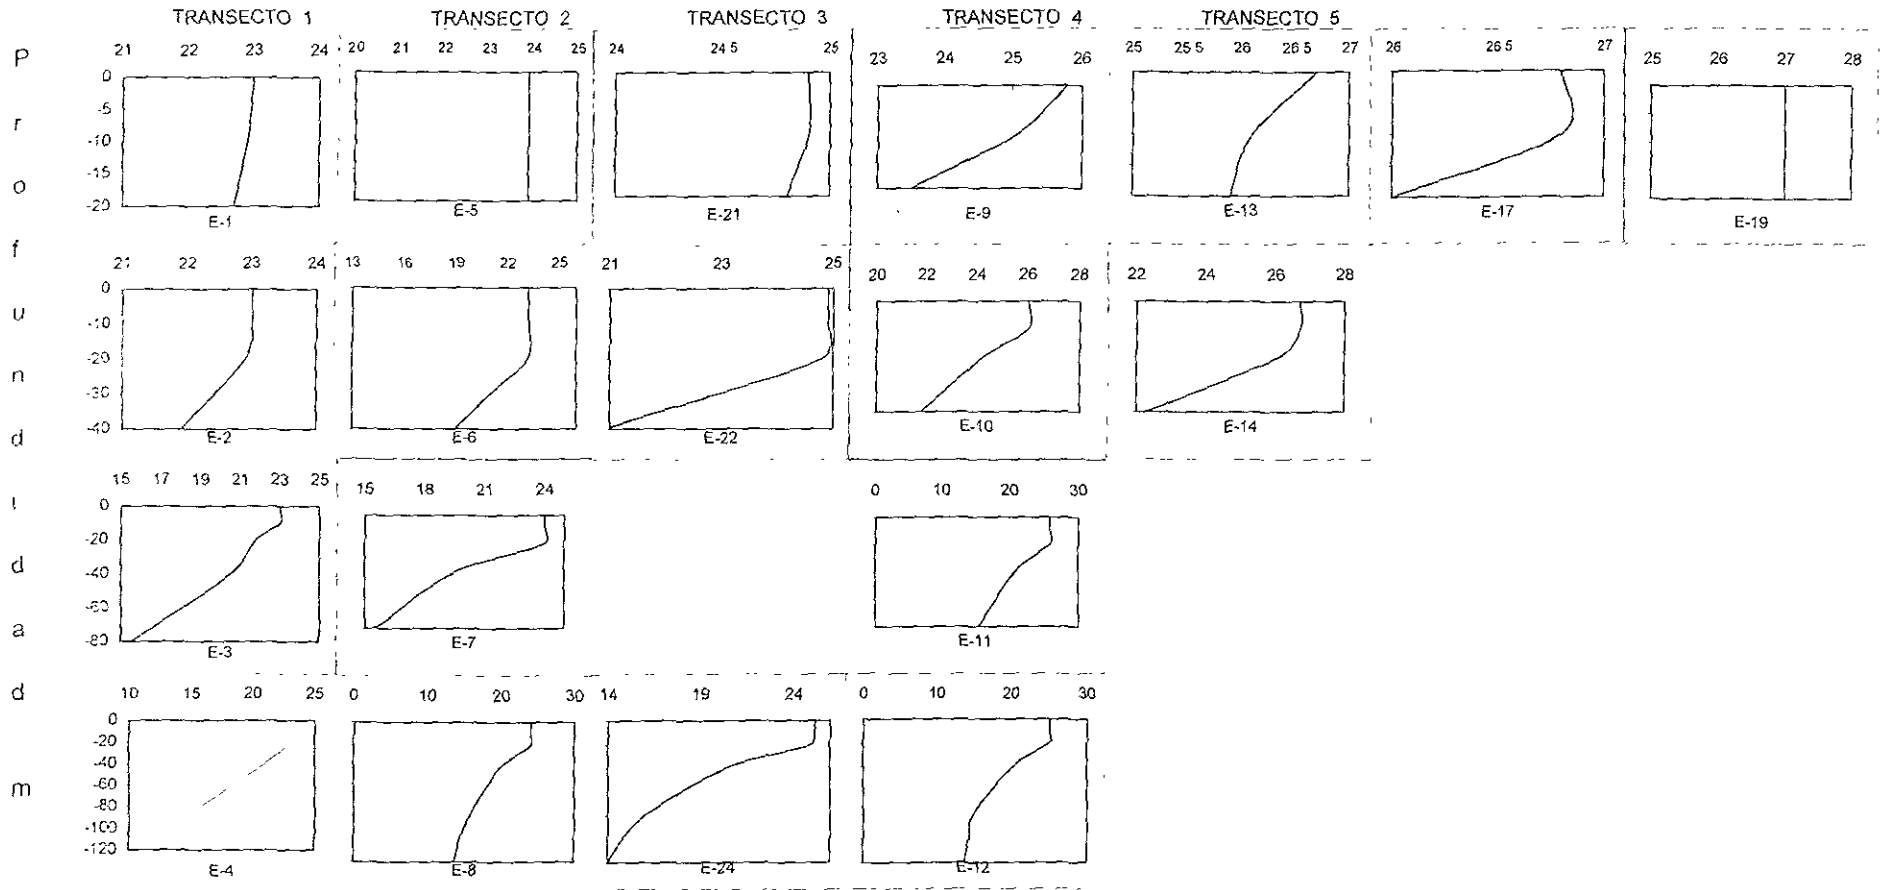 TRANSECTO 1 TRANSECTO 2 TRANSECTO 3 TRANSECTO 4 TRANSECTO 5
Profundidad m
21 22 23 24
0
-5
-10
-15
-20
E-1
20 21 22 23 24 25
E-5
24 24 5 25
E-21
23 24 25 26
E-9
25 25 5 26 26 5 27
E-13
26 26 5 27
E-17
25 26 27 28
E-19
21 22 23 24
0
-10
-20
-30
-40
E-2
13 16 19 22 25
E-6
21 23 25
E-22
20 22 24 26 28
E-10
22 24 26 28
E-14
15 17 19 21 23 25
0
-20
-40
-60
-80
E-3
15 18 21 24
E-7
0 10 20 30
E-11
10 15 20 25
0
-20
-40
-60
-80
-100
-120
E-4
0 10 20 30
E-8
14 19 24
E-24
0 10 20 30
E-12